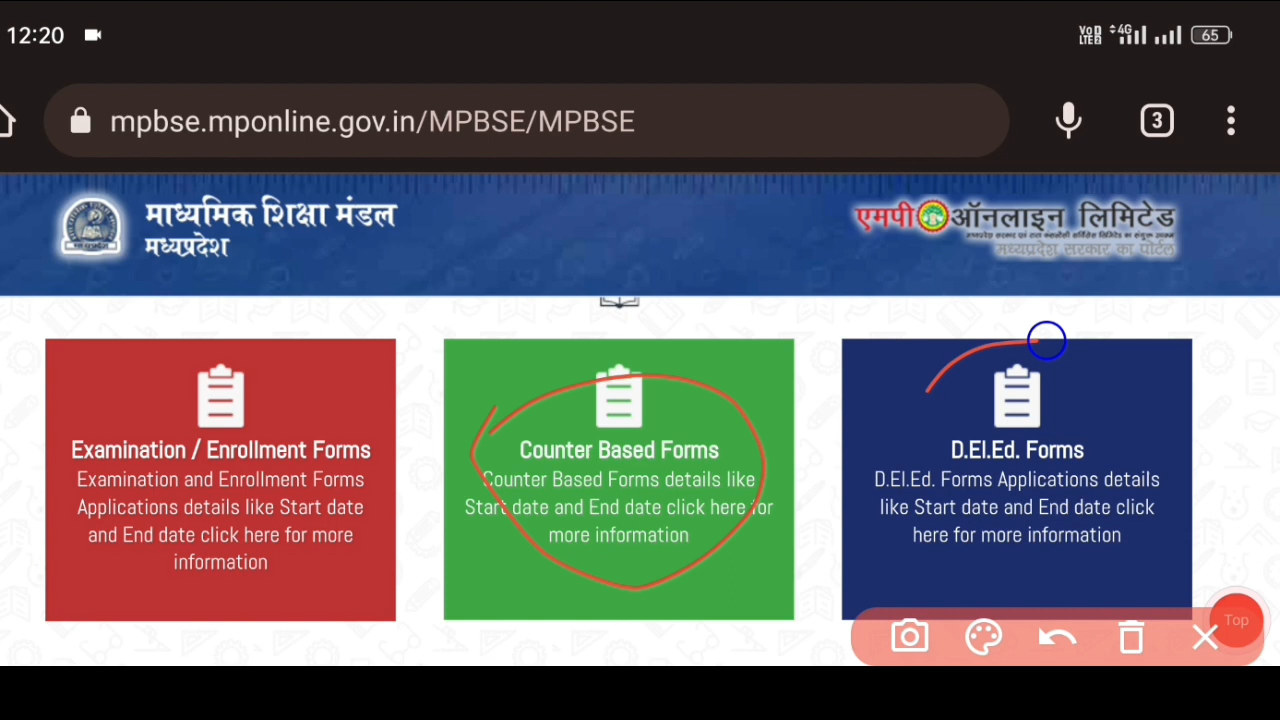 12:20
VoD LTE2 4G 65
mpbse.mponline.gov.in/MPBSE/MPBSE
3
माध्यमिक शिक्षा मंडल
मध्यप्रदेश
एमपी ऑनलाइन लिमिटेड
मध्यप्रदेश सरकार का पोर्टल
Examination / Enrollment Forms
Examination and Enrollment Forms
Applications details like Start date
and End date click here for more
information
Counter Based Forms
Counter Based Forms details like
Start date and End date click here for
more information
D.El.Ed. Forms
D.El.Ed. Forms Applications details
like Start date and End date click
here for more information
Top